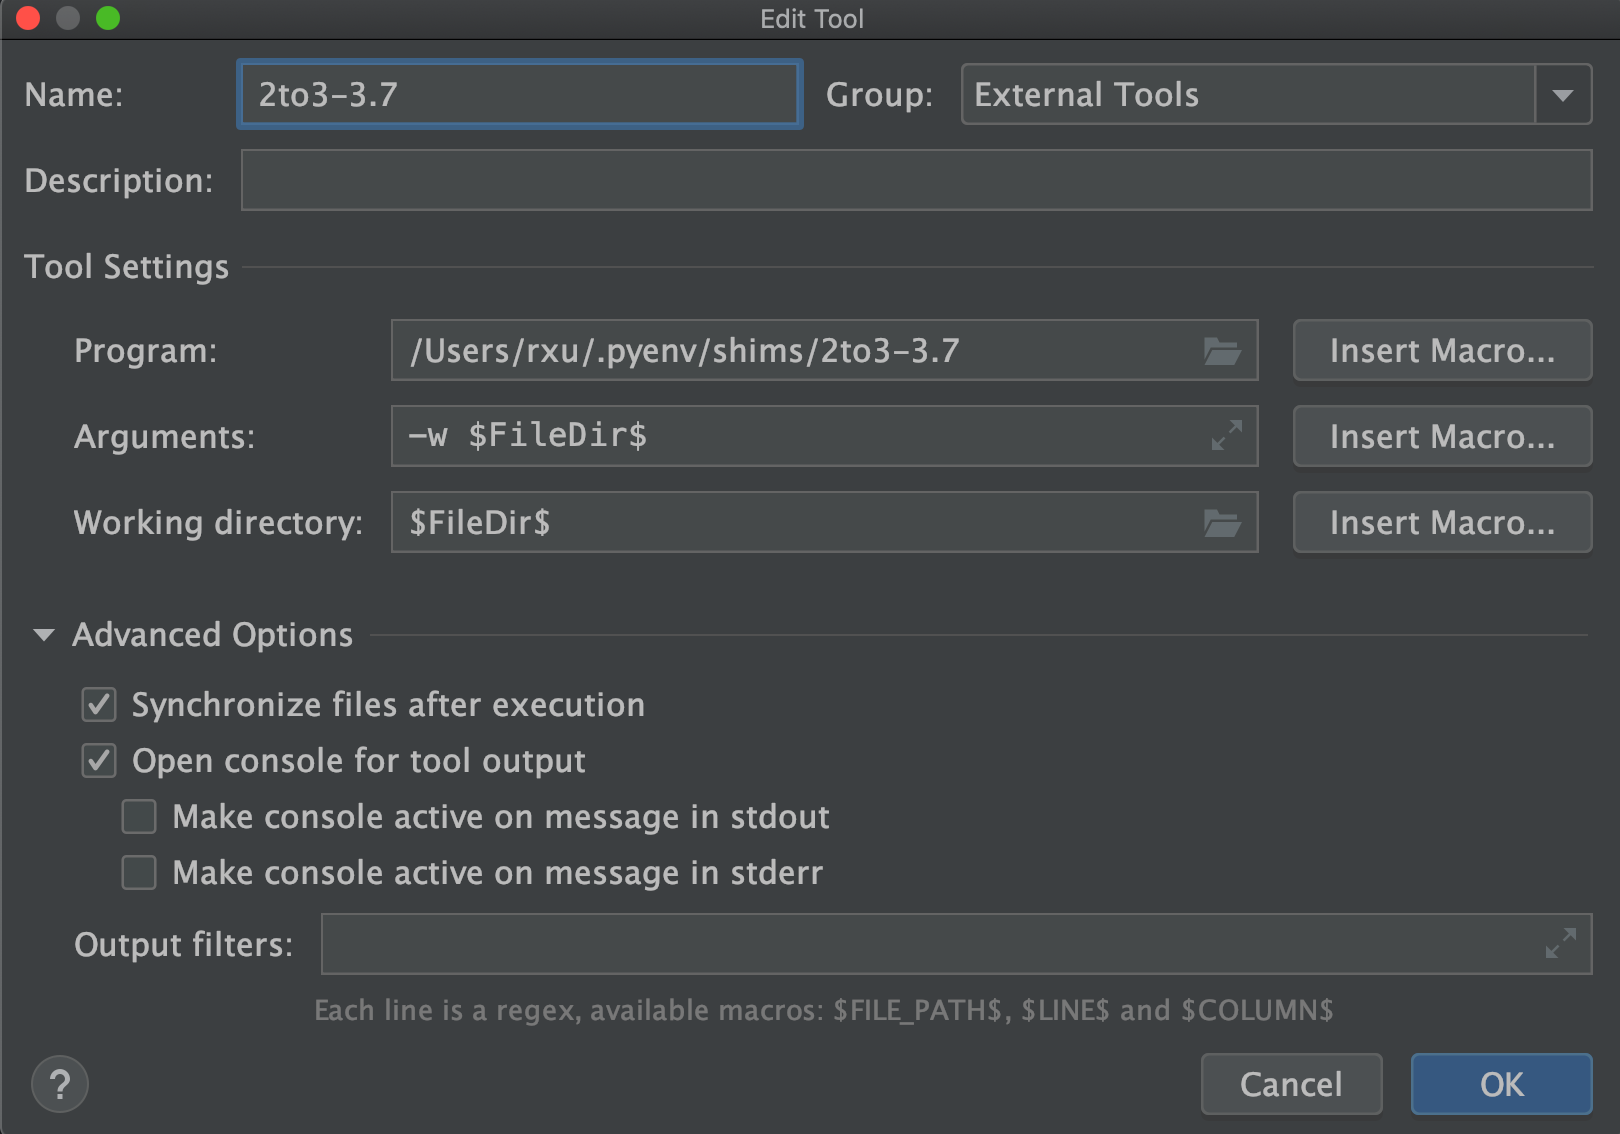 Edit Tool
Name: 2to3-3.7 Group: External Tools
Description:
Tool Settings
Program: /Users/rxu/.pyenv/shims/2to3-3.7 Insert Macro...
Arguments: -w $FileDir$ Insert Macro...
Working directory: $FileDir$ Insert Macro...
Advanced Options
Synchronize files after execution
Open console for tool output
Make console active on message in stdout
Make console active on message in stderr
Output filters:
Each line is a regex, available macros: $FILE_PATH$, $LINE$ and $COLUMN$
? Cancel OK